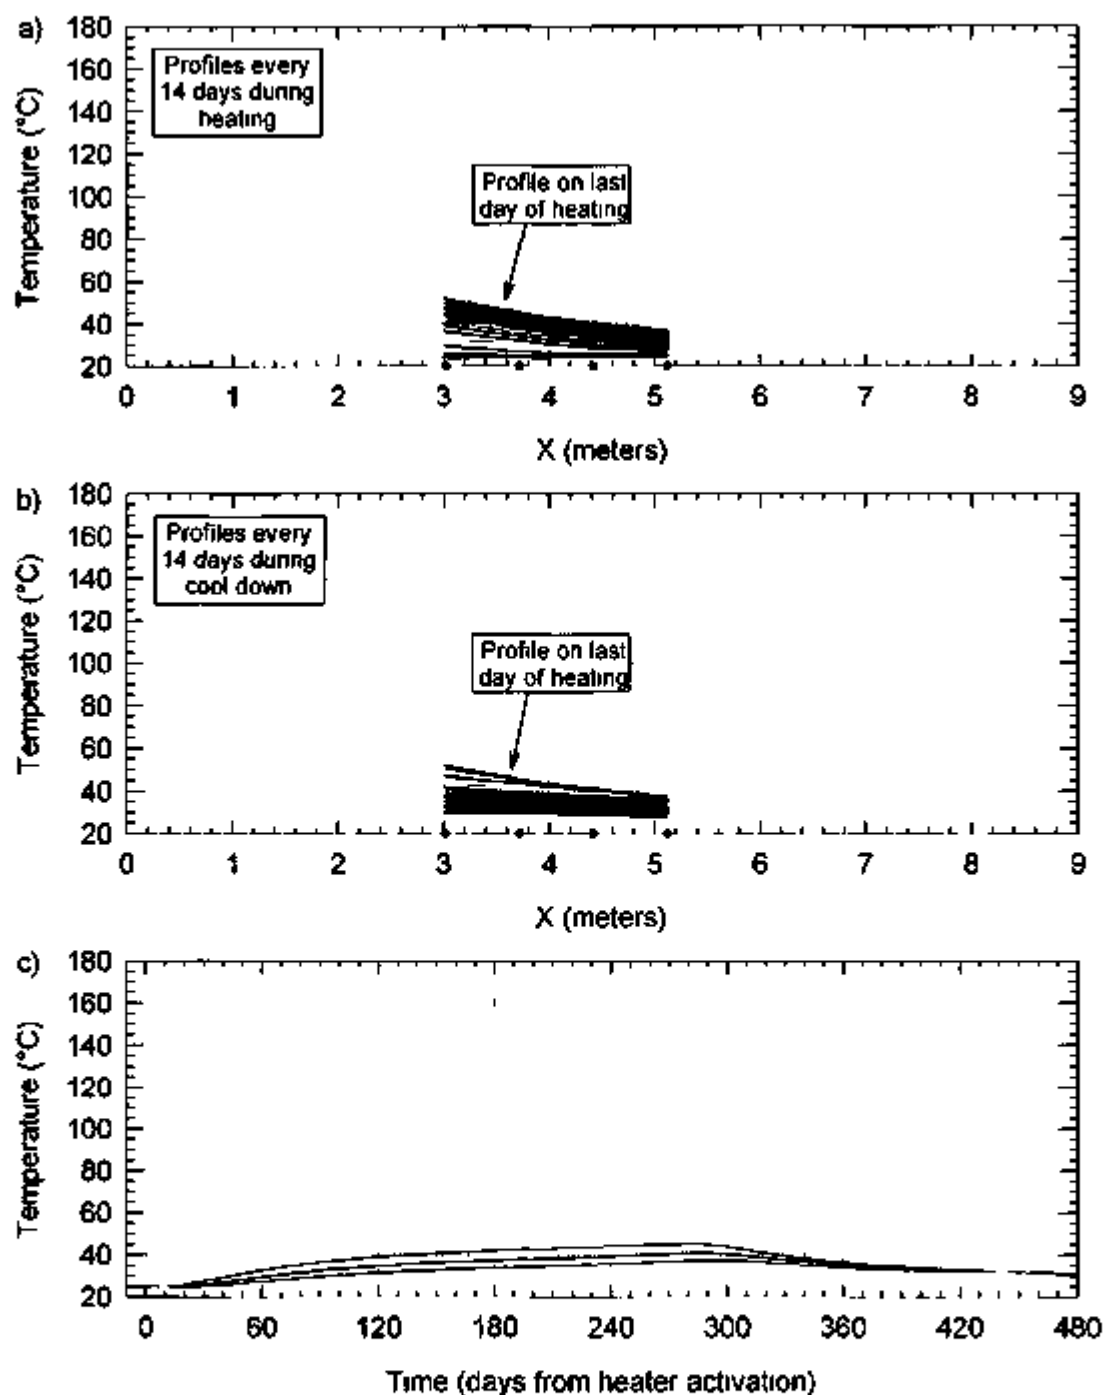 a)
Temperature (°C)
180
160
140
120
100
80
60
40
20
Profiles every
14 days during
heating
Profile on last
day of heating
0 1 2 3 4 5 6 7 8 9
X (meters)
b)
Temperature (°C)
180
160
140
120
100
80
60
40
20
Profiles every
14 days during
cool down
Profile on last
day of heating
0 1 2 3 4 5 6 7 8 9
X (meters)
c)
Temperature (°C)
180
160
140
120
100
80
60
40
20
0 60 120 180 240 300 360 420 480
Time (days from heater activation)